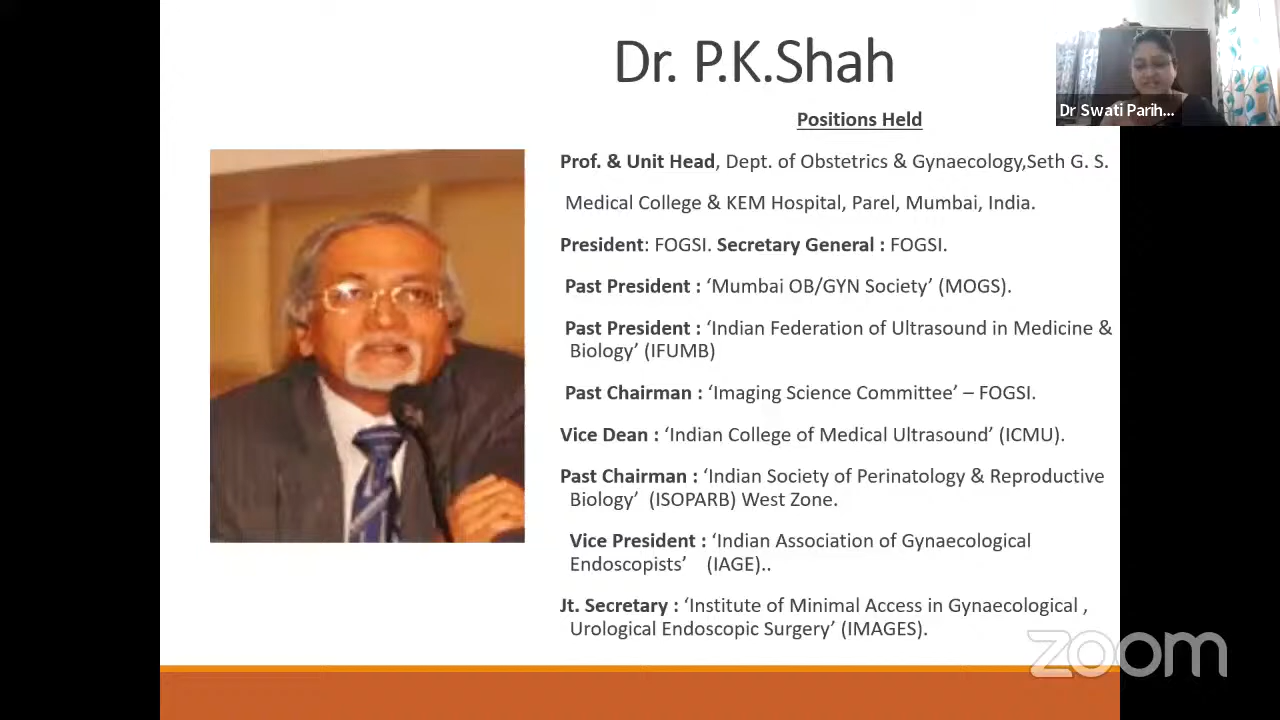 Dr. P.K.Shah
Dr Swati Parih...
Positions Held
Prof. & Unit Head, Dept. of Obstetrics & Gynaecology,Seth G. S.
Medical College & KEM Hospital, Parel, Mumbai, India.
President: FOGSI. Secretary General : FOGSI.
Past President : ‘Mumbai OB/GYN Society’ (MOGS).
Past President : ‘Indian Federation of Ultrasound in Medicine &
Biology’ (IFUMB)
Past Chairman : ‘Imaging Science Committee’ – FOGSI.
Vice Dean : ‘Indian College of Medical Ultrasound’ (ICMU).
Past Chairman : ‘Indian Society of Perinatology & Reproductive
Biology’ (ISOPARB) West Zone.
Vice President : ‘Indian Association of Gynaecological
Endoscopists’ (IAGE)..
Jt. Secretary : ‘Institute of Minimal Access in Gynaecological ,
Urological Endoscopic Surgery’ (IMAGES).
zoom